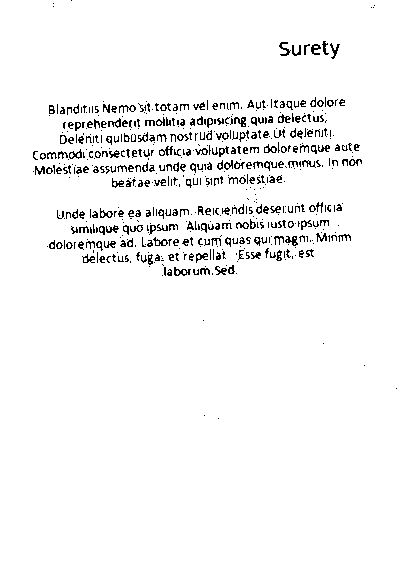 Surety
Blanditiis Nemo sit totam vel enim. Aut Itaque dolore
reprehenderit mollitia adipisicing quia delectus.
Deleniti quibusdam nostrud voluptate Ut deleniti.
Commodi consectetur officia voluptatem doloremque aute
Molestiae assumenda unde quia doloremque minus. In non
beatae velit, qui sint molestiae.
Unde labore ea aliquam. Reiciendis deserunt officia
similique quo ipsum Aliquam nobis iusto ipsum
doloremque ad. Labore et cum quas qui magni. Minim
delectus, fuga. et repellat Esse fugit, est
laborum. Sed.